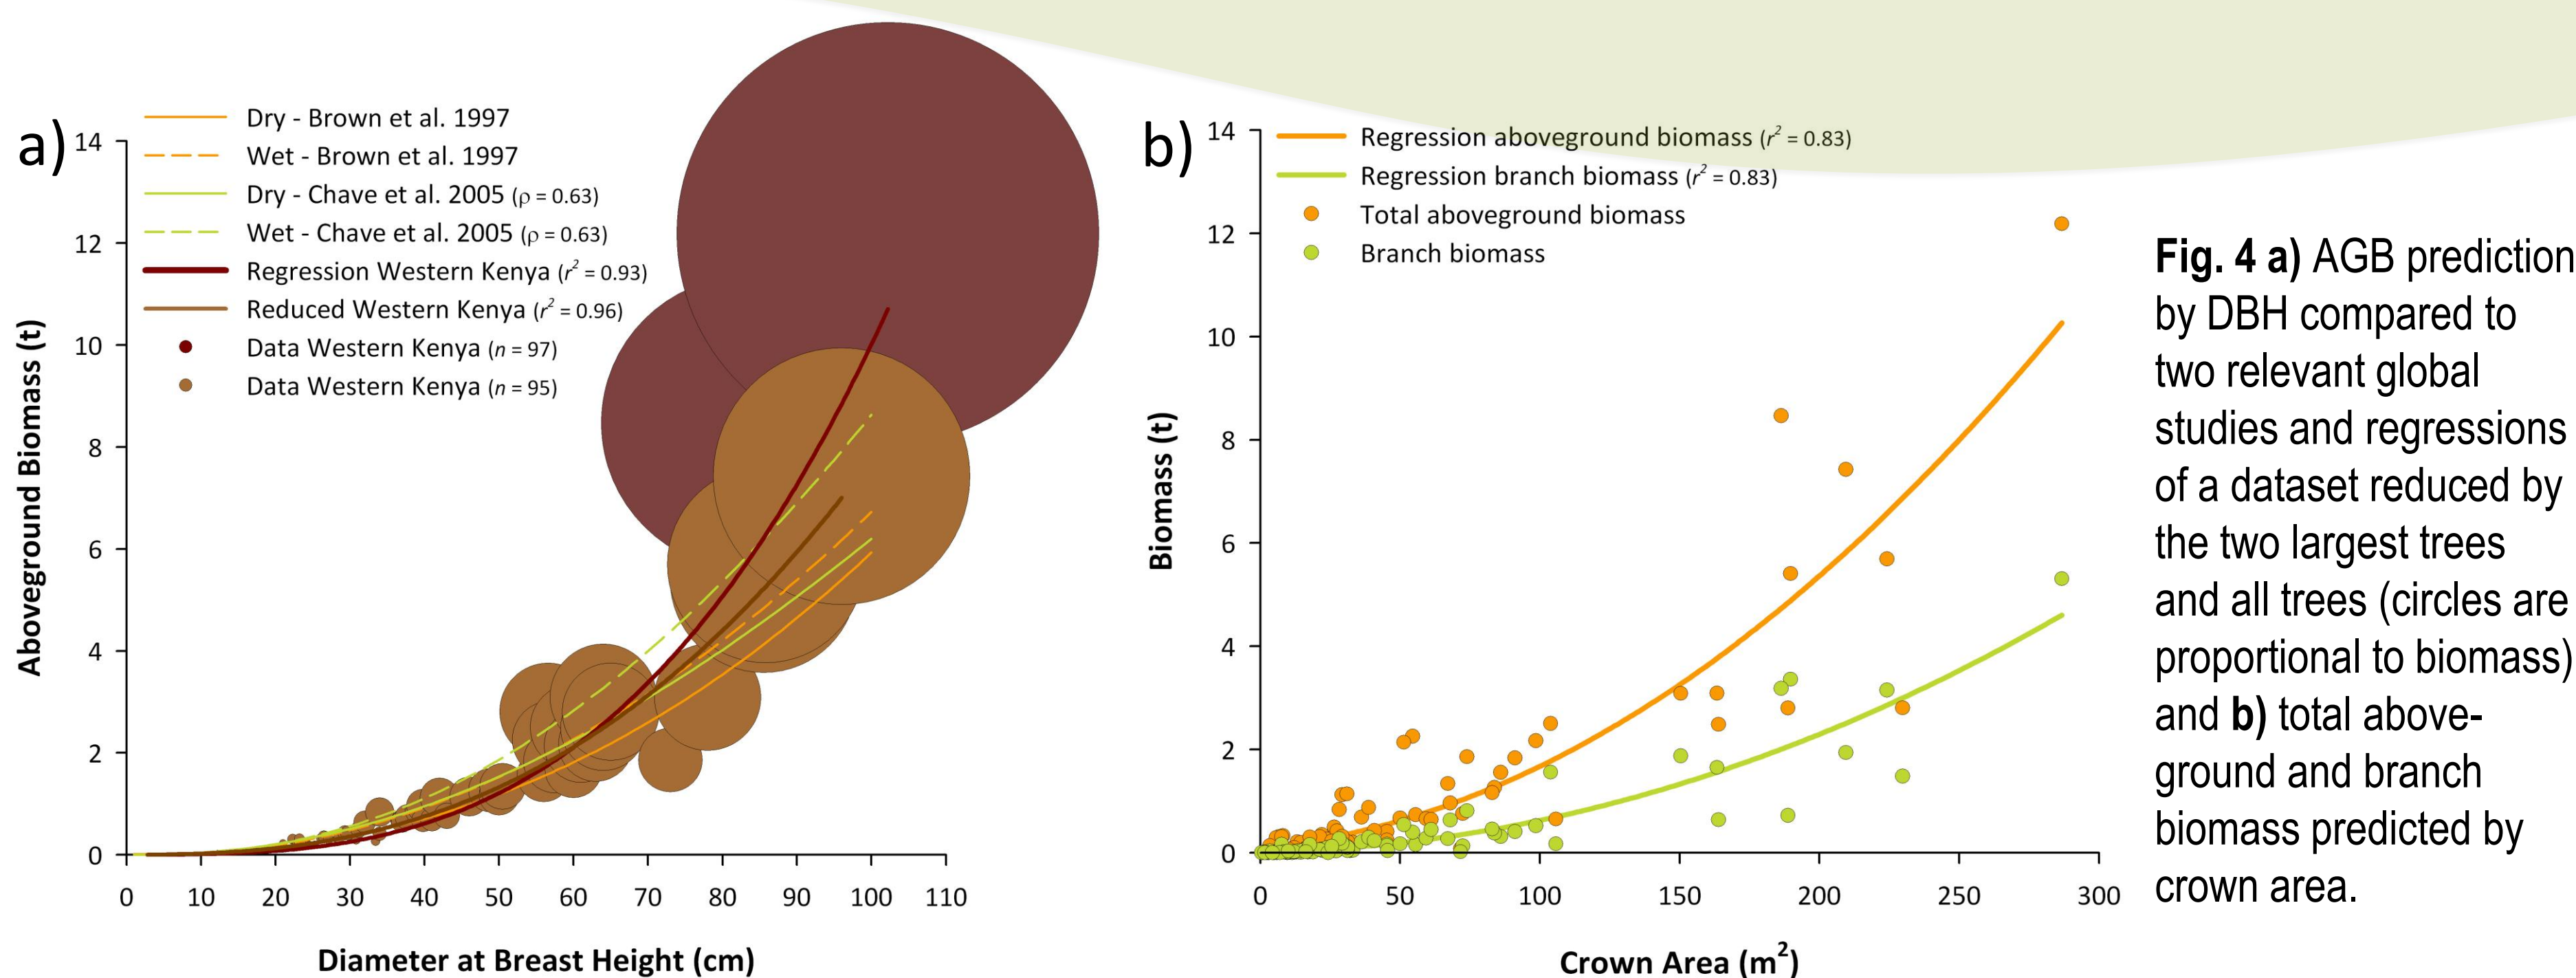 a)
Dry - Brown et al. 1997
Wet - Brown et al. 1997
Dry - Chave et al. 2005 (ρ = 0.63)
Wet - Chave et al. 2005 (ρ = 0.63)
Regression Western Kenya (r² = 0.93)
Reduced Western Kenya (r² = 0.96)
Data Western Kenya (n = 97)
Data Western Kenya (n = 95)
Aboveground Biomass (t)
14
12
10
8
6
4
2
0
0 10 20 30 40 50 60 70 80 90 100 110
Diameter at Breast Height (cm)
b)
Regression aboveground biomass (r² = 0.83)
Regression branch biomass (r² = 0.83)
Total aboveground biomass
Branch biomass
Biomass (t)
14
12
10
8
6
4
2
0
0 50 100 150 200 250 300
Crown Area (m²)
Fig. 4 a) AGB prediction
by DBH compared to
two relevant global
studies and regressions
of a dataset reduced by
the two largest trees
and all trees (circles are
proportional to biomass)
and b) total above-
ground and branch
biomass predicted by
crown area.